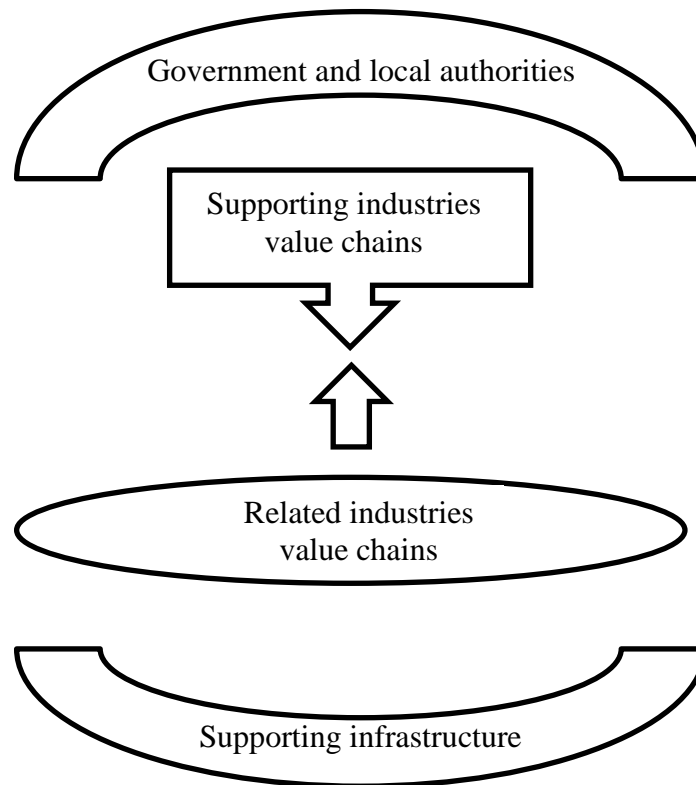 Government and local authorities
Supporting industries
value chains
Related industries
value chains
Supporting infrastructure